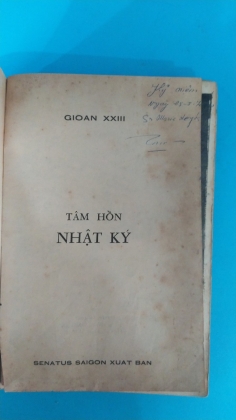 GIOAN XXIII
TÂM HỒN
NHẬT KÝ
SENATUS SAIGON XUẤT BẢN